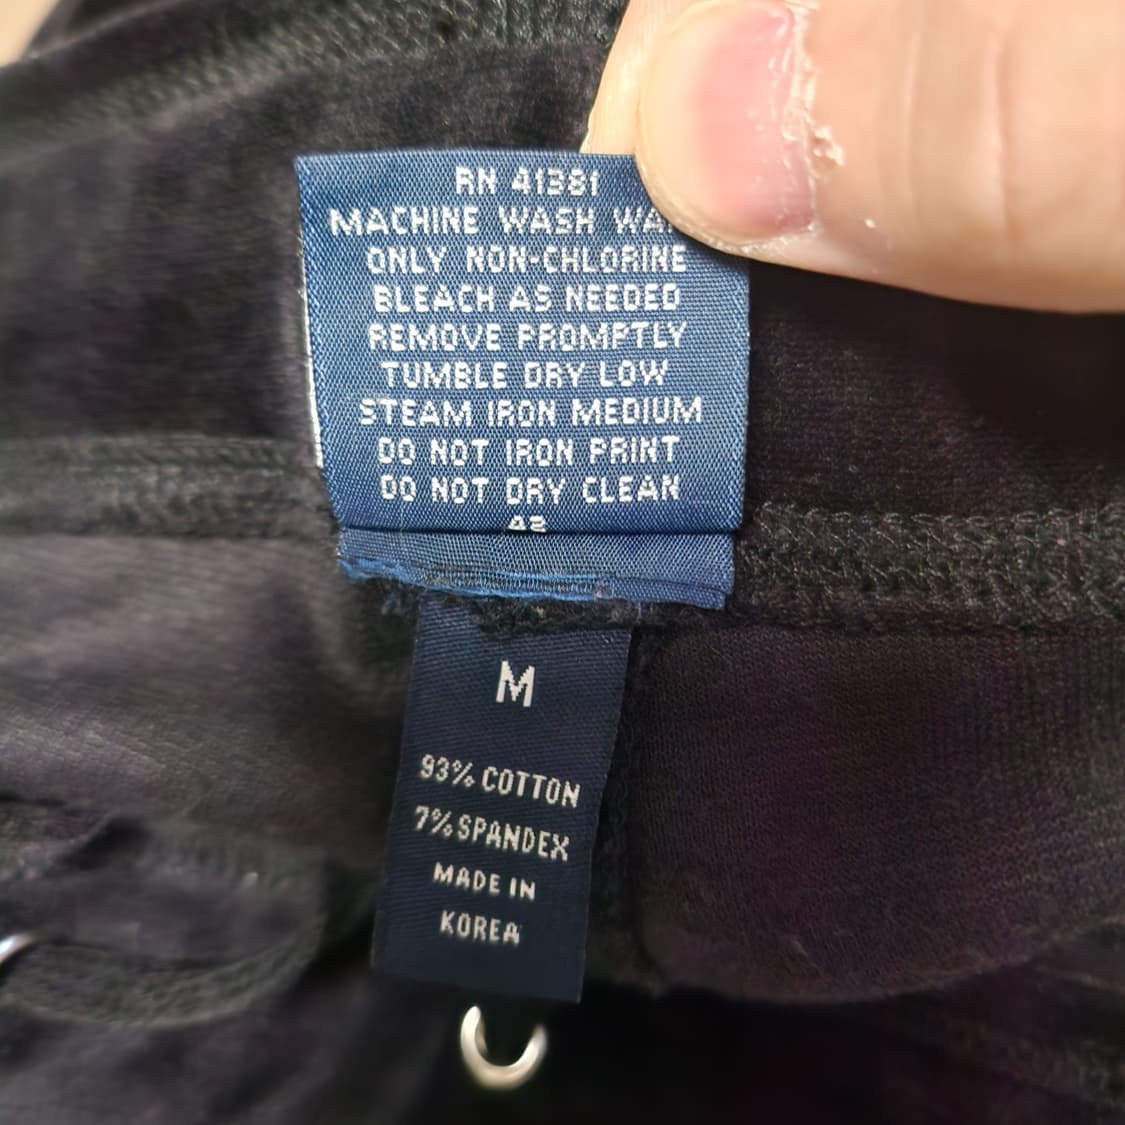 RN 41381
MACHINE WASH
ONLY NON-CHLORINE
BLEACH AS NEEDED
REMOVE PROMPTLY
TUMBLE DRY LOW
STEAM IRON MEDIUM
DO NOT IRON PRINT
DO NOT DRY CLEAN
M
93% COTTON
7% SPANDEX
MADE IN
KOREA